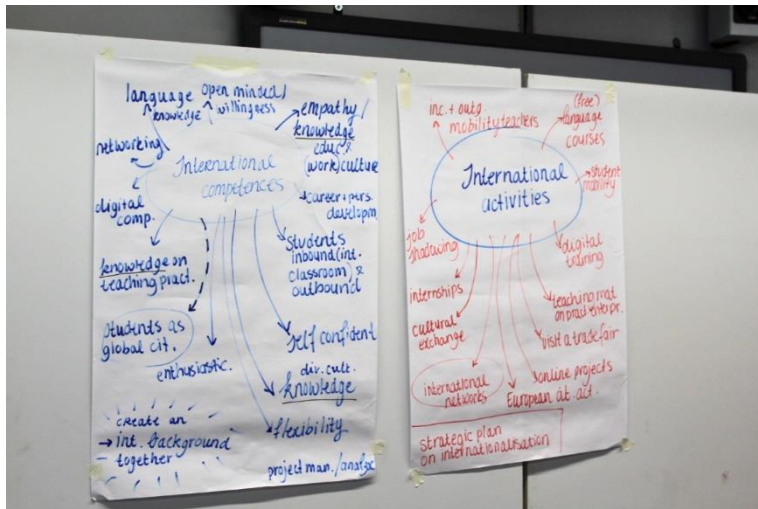 language
knowledge
open minded/
willingness
empathy/
knowledge
educ. &
(work)culture
networking
International
competences
digital
comp.
career + pers.
developm.
knowledge on
teaching pract.
Students
inbound (int.
classroom) &
outbound
students as
global cit.
enthusiastic.
self confident
div. cult.
knowledge
flexibility
create an
int. background
together
project man./
inc. + outg.
mobility teachers
(free)
language
courses
International
activities
student
mobility
job
shadowing
digital
training
internships
teaching mat.
on pract. enterpr.
cultural
exchange
visit a trade fair
international
networks
online projects
European cit. act.
strategic plan
on internationalisation